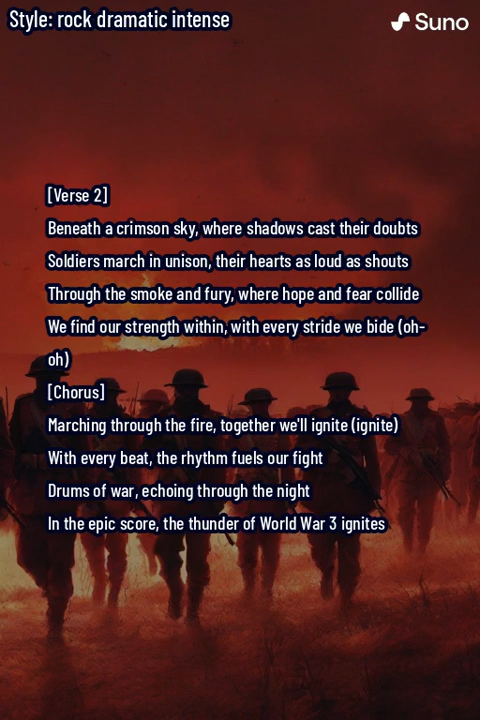 Style: rock dramatic intense
Suno
[Verse 2]
Beneath a crimson sky, where shadows cast their doubts
Soldiers march in unison, their hearts as loud as shouts
Through the smoke and fury, where hope and fear collide
We find our strength within, with every stride we bide (oh-
oh)
[Chorus]
Marching through the fire, together we'll ignite (ignite)
With every beat, the rhythm fuels our fight
Drums of war, echoing through the night
In the epic score, the thunder of World War 3 ignites